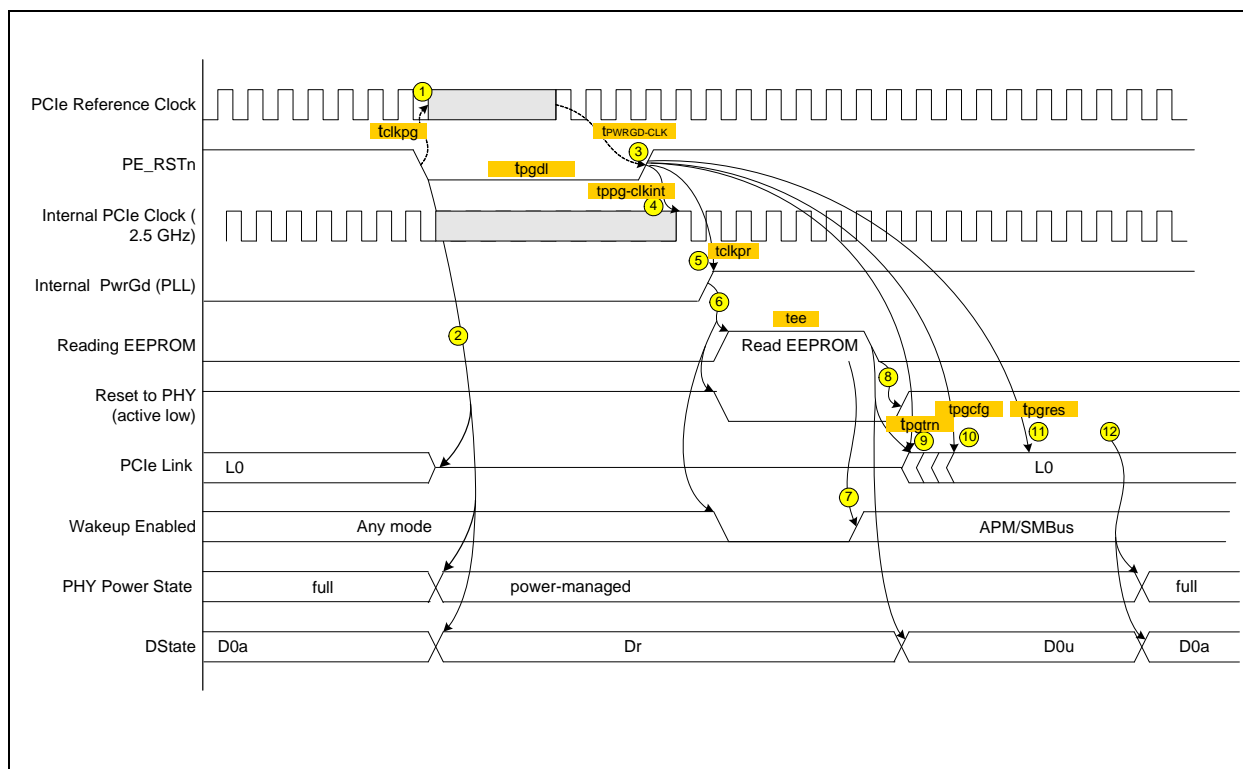 PCIe Reference Clock
1
tclkpg
tPWRGD-CLK
PE_RSTn
3
tpgdl
tppg-clkint
Internal PCIe Clock (
2.5 GHz)
4
tclkpr
5
Internal PwrGd (PLL)
6
tee
2
Reading EEPROM
Read EEPROM
8
Reset to PHY
(active low)
tpgcfg
tpgres
tpgtrn
9
10
11
12
PCIe Link
L0
L0
7
Wakeup Enabled
Any mode
APM/SMBus
PHY Power State
full
power-managed
full
DState
D0a
Dr
D0u
D0a